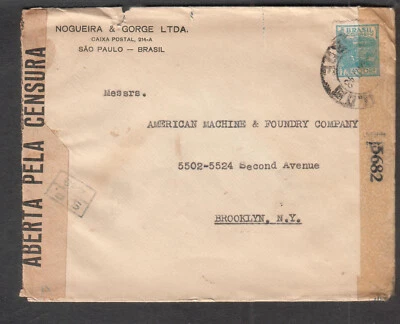 NOGUEIRA & GORGE LTDA.
CAIXA POSTAL, 214-A
SÃO PAULO — BRASIL
BRASIL
Messrs.
AMERICAN MACHINE & FOUNDRY COMPANY
5502-5524 Second Avenue
BROOKLYN, N.Y.
ABERTA PELA CENSURA
5682